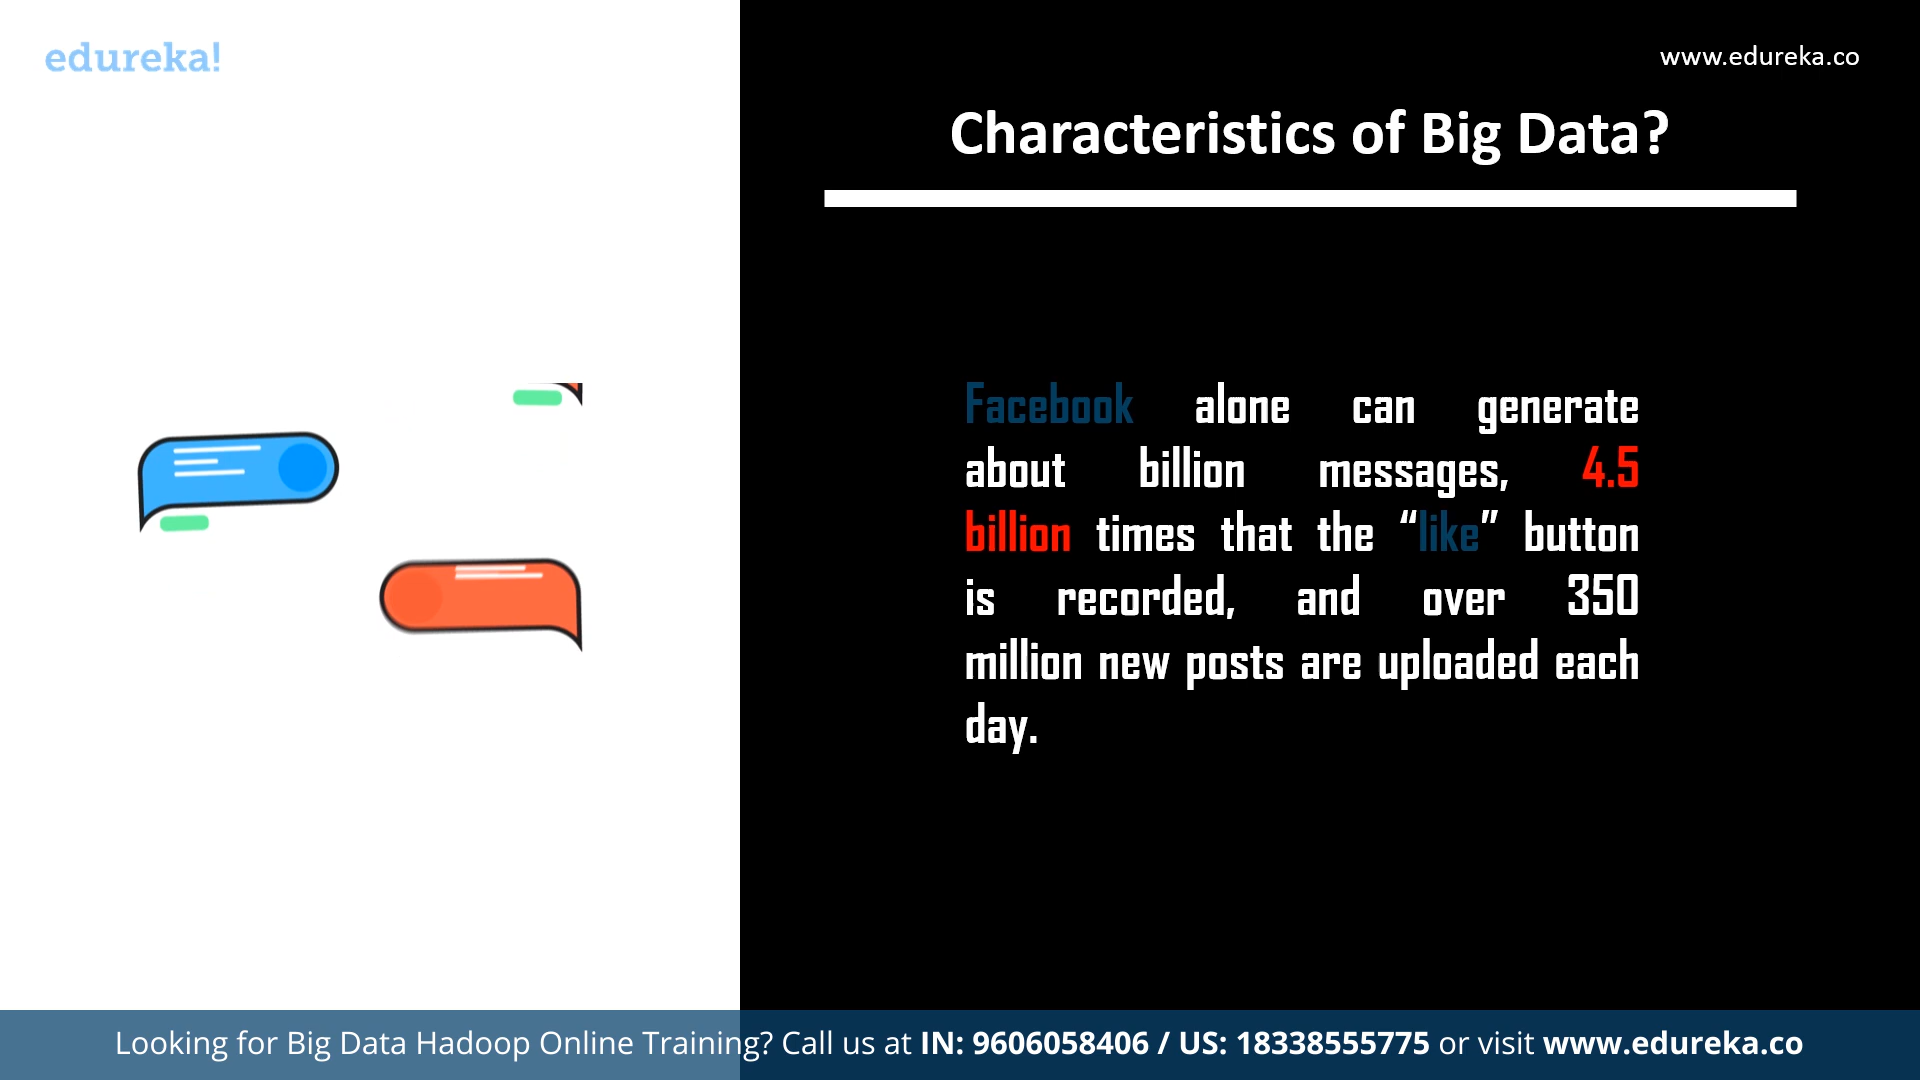 edureka!
www.edureka.co
Characteristics of Big Data?
Facebook alone can generate
about billion messages, 4.5
billion times that the “like” button
is recorded, and over 350
million new posts are uploaded each
day.
Looking for Big Data Hadoop Online Training? Call us at IN: 9606058406 / US: 18338555775 or visit www.edureka.co